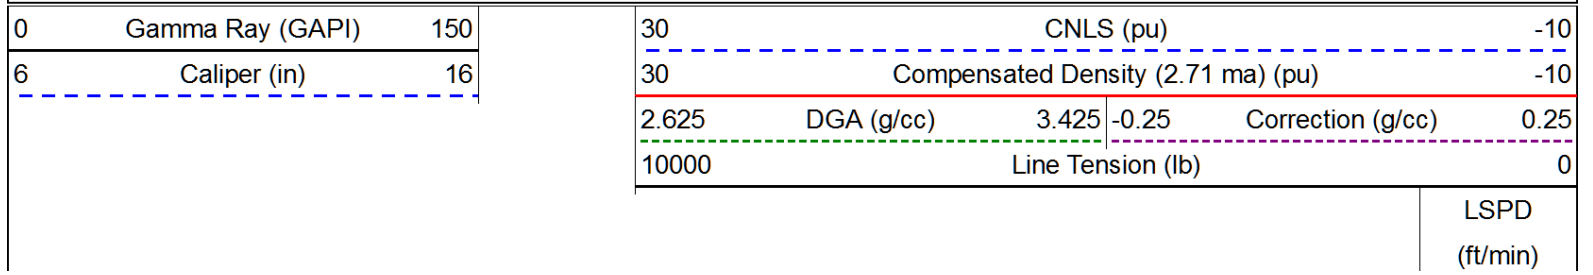 0 Gamma Ray (GAPI) 150
6 Caliper (in) 16
30 CNLS (pu) -10
30 Compensated Density (2.71 ma) (pu) -10
2.625 DGA (g/cc) 3.425 -0.25 Correction (g/cc) 0.25
10000 Line Tension (lb) 0
LSPD
(ft/min)